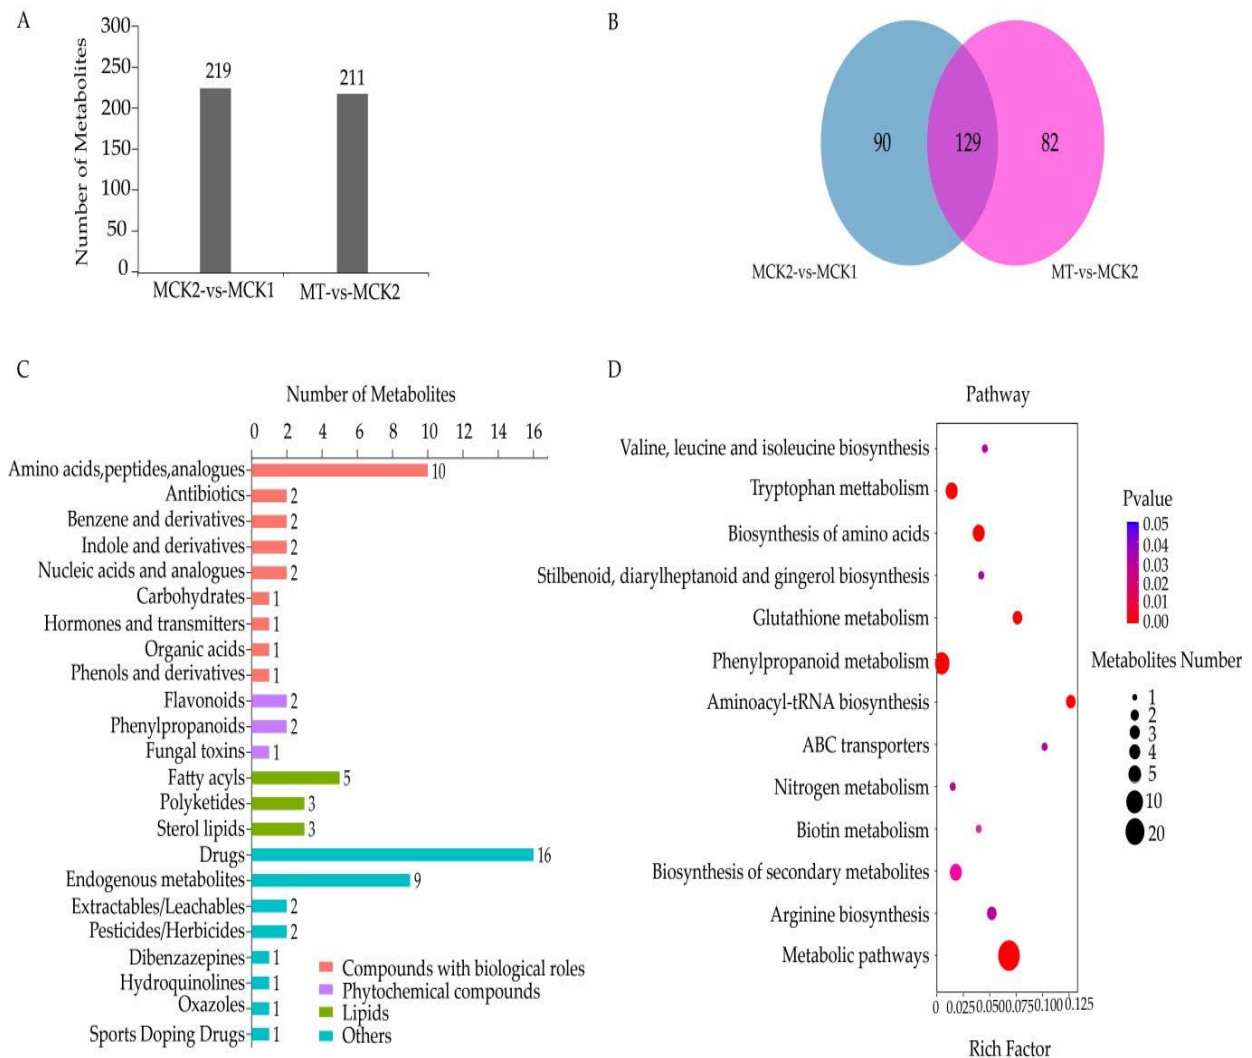 A
Number of Metabolites
300
250
200
150
100
50
0
219
211
MCK2-vs-MCK1
MT-vs-MCK2
B
90
129
82
MCK2-vs-MCK1
MT-vs-MCK2
C
Number of Metabolites
0 2 4 6 8 10 12 14 16
Amino acids,peptides,analogues 10
Antibiotics 2
Benzene and derivatives 2
Indole and derivatives 2
Nucleic acids and analogues 2
Carbohydrates 1
Hormones and transmitters 1
Organic acids 1
Phenols and derivatives 1
Flavonoids 2
Phenylpropanoids 2
Fungal toxins 1
Fatty acyls 5
Polyketides 3
Sterol lipids 3
Drugs 16
Endogenous metabolites 9
Extractables/Leachables 2
Pesticides/Herbicides 2
Dibenzazepines 1
Hydroquinolines 1
Oxazoles 1
Sports Doping Drugs 1
Compounds with biological roles
Phytochemical compounds
Lipids
Others
D
Pathway
Valine, leucine and isoleucine biosynthesis
Tryptophan mettabolism
Biosynthesis of amino acids
Stilbenoid, diarylheptanoid and gingerol biosynthesis
Glutathione metabolism
Phenylpropanoid metabolism
Aminoacyl-tRNA biosynthesis
ABC transporters
Nitrogen metabolism
Biotin metabolism
Biosynthesis of secondary metabolites
Arginine biosynthesis
Metabolic pathways
0 0.025 0.050 0.075 0.100 0.125
Rich Factor
Pvalue
0.05
0.04
0.03
0.02
0.01
0.00
Metabolites Number
1
2
3
4
5
10
20